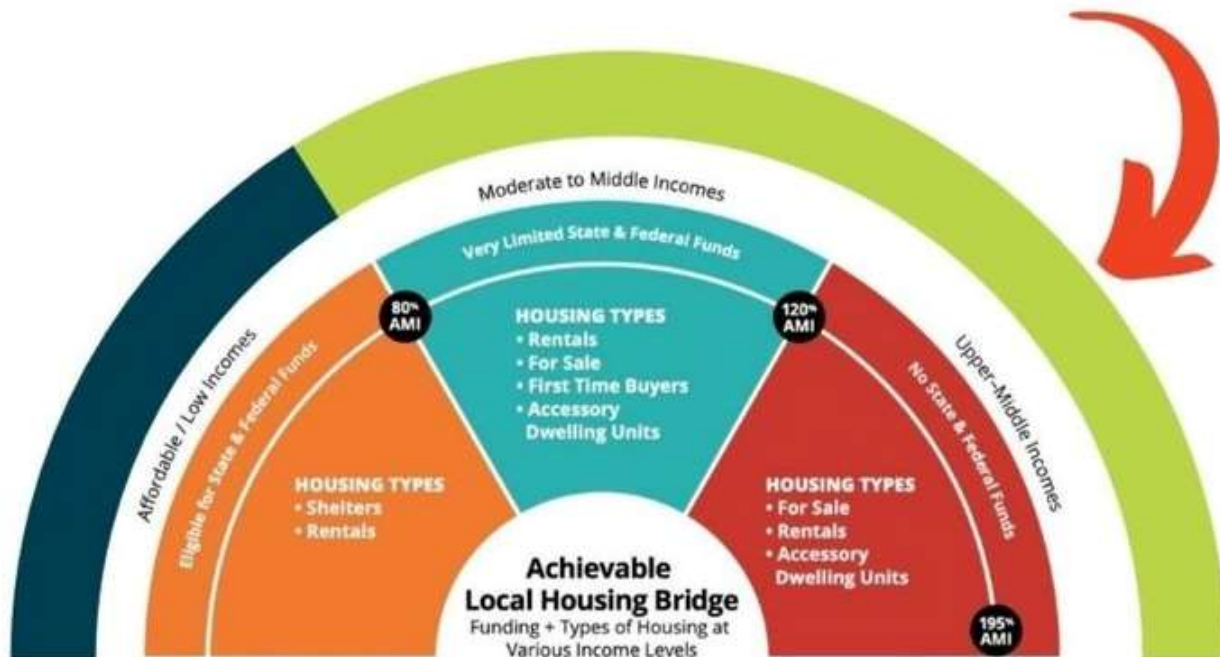 Moderate to Middle Incomes
Very Limited State & Federal Funds
80% AMI
120% AMI
HOUSING TYPES
• Rentals
• For Sale
• First Time Buyers
• Accessory
Dwelling Units
Affordable / Low Incomes
Eligible for State & Federal Funds
HOUSING TYPES
• Shelters
• Rentals
Upper-Middle Incomes
No State & Federal Funds
HOUSING TYPES
• For Sale
• Rentals
• Accessory
Dwelling Units
195% AMI
Achievable
Local Housing Bridge
Funding + Types of Housing at
Various Income Levels